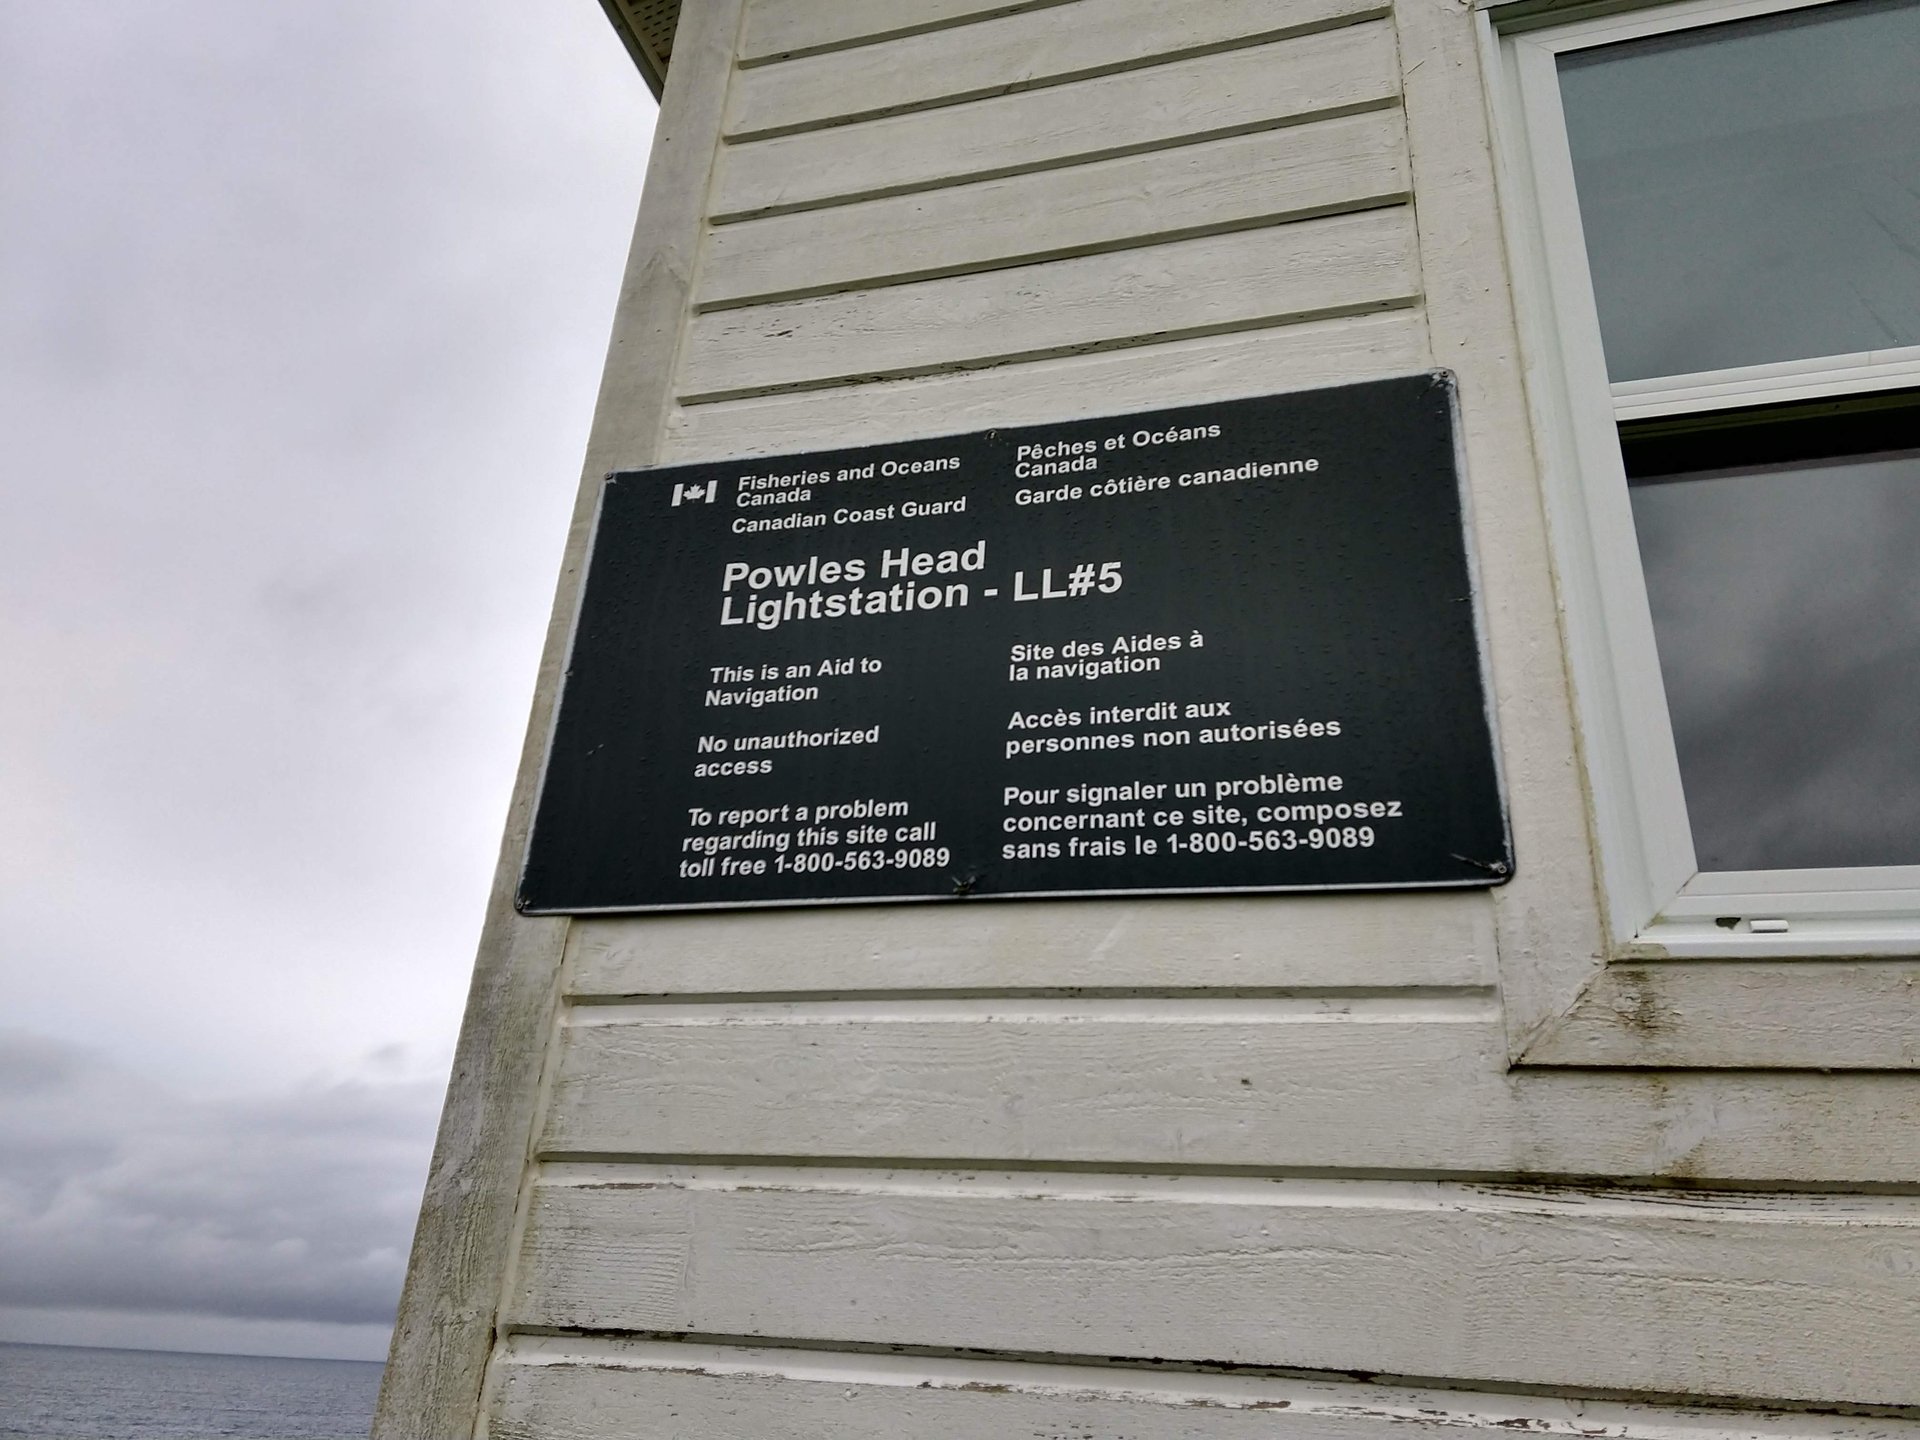 Fisheries and Oceans
Canada
Canadian Coast Guard
Pêches et Océans
Canada
Garde côtière canadienne
Powles Head
Lightstation - LL#5
This is an Aid to
Navigation
No unauthorized
access
To report a problem
regarding this site call
toll free 1-800-563-9089
Site des Aides à
la navigation
Accès interdit aux
personnes non autorisées
Pour signaler un problème
concernant ce site, composez
sans frais le 1-800-563-9089